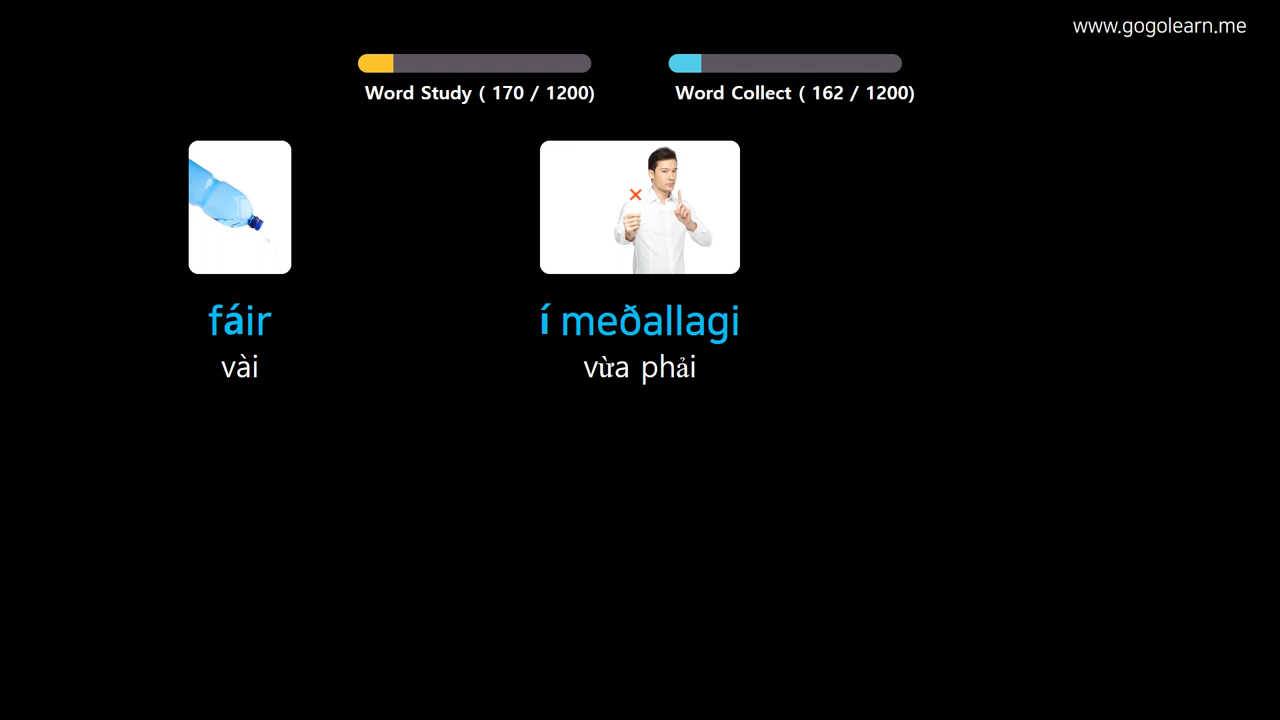 www.gogolearn.me
Word Study ( 170 / 1200)
Word Collect ( 162 / 1200)
fáir
í meðallagi
vài
vừa phải